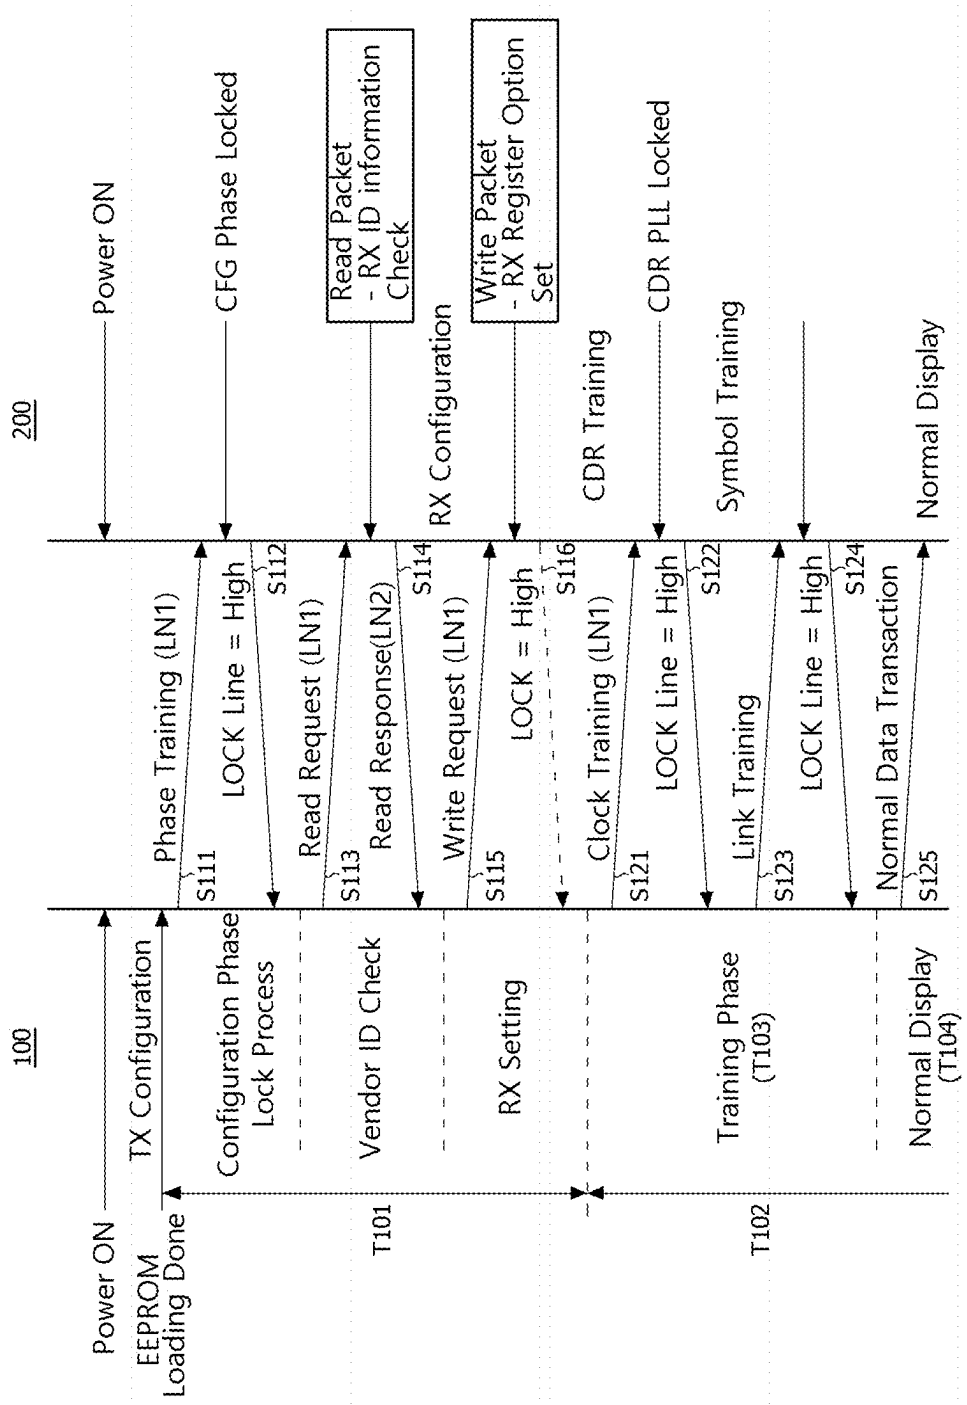 100
200
Power ON
Power ON
EEPROM
Loading Done
TX Configuration
Phase Training (LN1)
S111
CFG Phase Locked
Configuration Phase
Lock Process
LOCK Line = High
S112
Read Request (LN1)
S113
Read Packet
- RX ID information
Check
Vendor ID Check
Read Response(LN2)
S114
RX Configuration
T101
Write Request (LN1)
S115
Write Packet
- RX Register Option
Set
RX Setting
LOCK = High
S116
Clock Training (LN1)
S121
CDR Training
LOCK Line = High
S122
CDR PLL Locked
Training Phase
(T103)
Link Training
S123
Symbol Training
T102
LOCK Line = High
S124
Normal Data Transaction
S125
Normal Display
(T104)
Normal Display